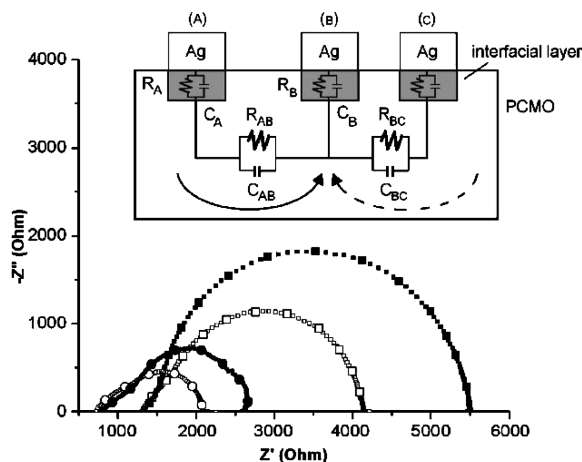 (A) (B) (C)
Ag Ag Ag
interfacial layer
R_A R_B
PCMO
C_A R_AB C_B R_BC
C_AB C_BC
-Z'' (Ohm)
4000
3000
2000
1000
0
1000 2000 3000 4000 5000 6000
Z' (Ohm)